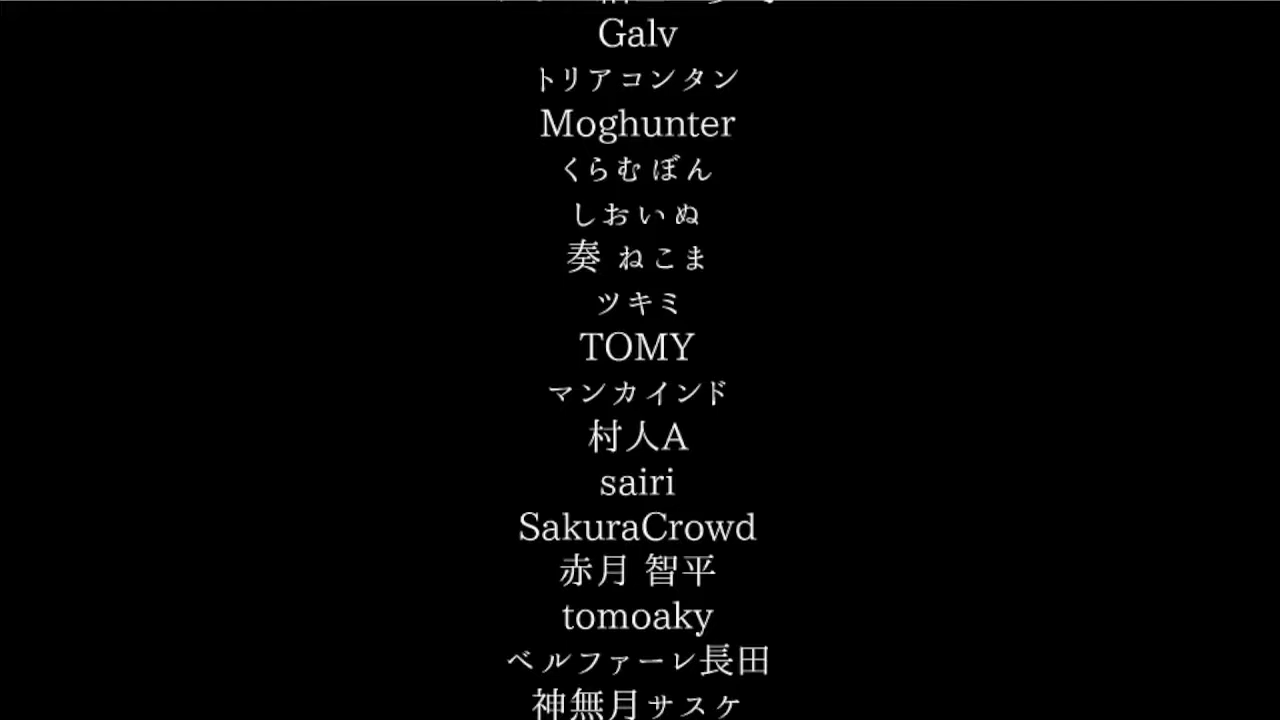 Galv
トリアコンタン
Moghunter
くらむぼん
しおいぬ
奏 ねこま
ツキミ
TOMY
マンカインド
村人A
sairi
SakuraCrowd
赤月 智平
tomoaky
ベルファーレ長田
神無月サスケ